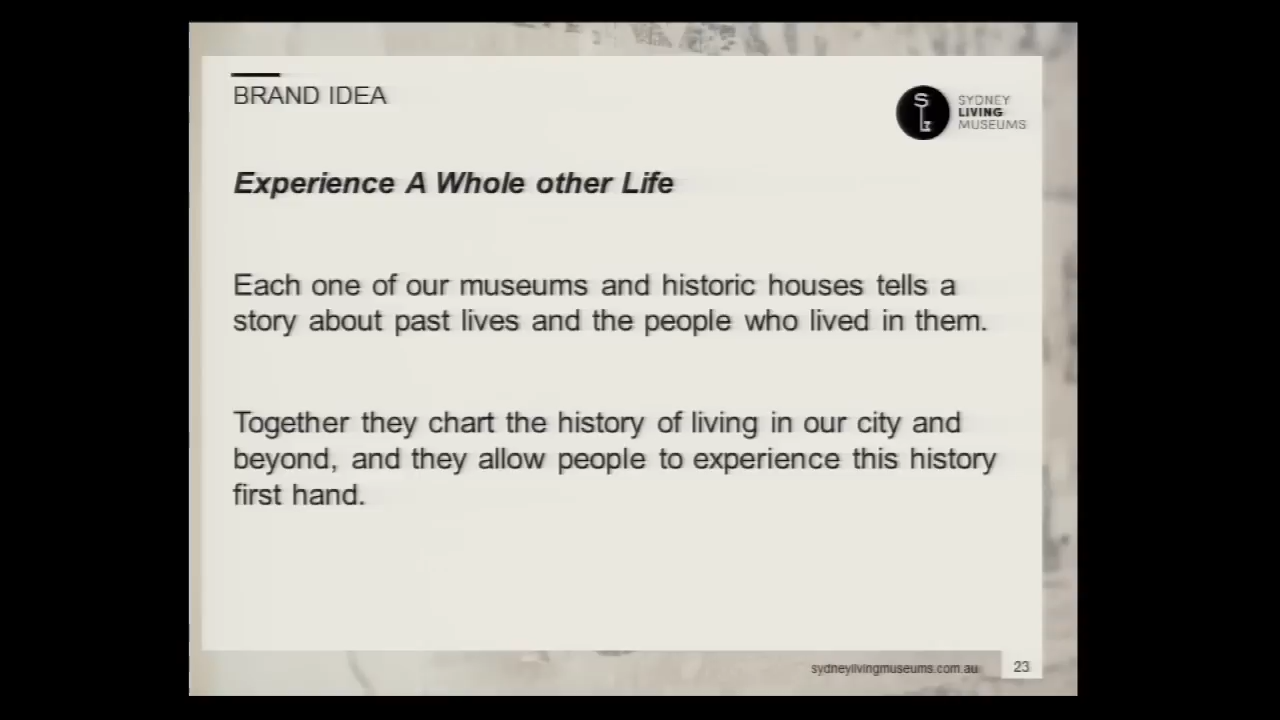 BRAND IDEA
SYDNEY
LIVING
MUSEUMS
Experience A Whole other Life
Each one of our museums and historic houses tells a
story about past lives and the people who lived in them.
Together they chart the history of living in our city and
beyond, and they allow people to experience this history
first hand.
sydneylivingmuseums.com.au
23